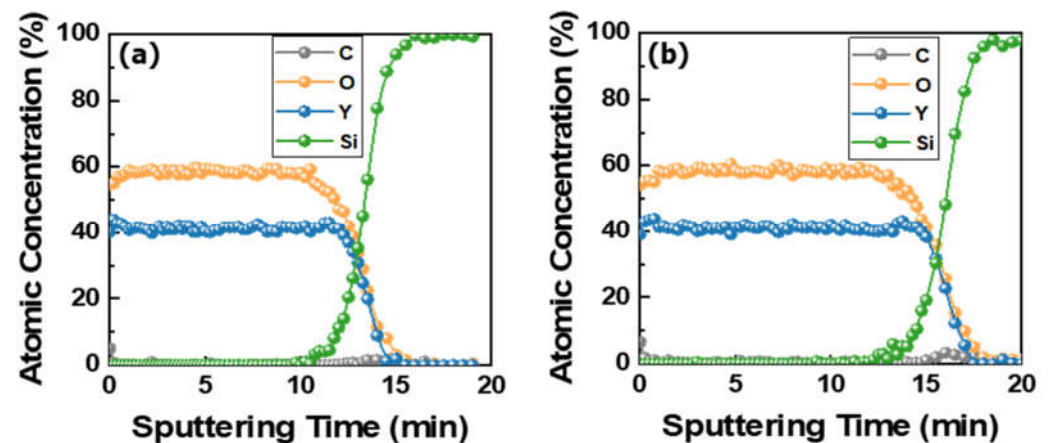 (a)
C
O
Y
Si
Atomic Concentration (%)
100
80
60
40
20
0
0 5 10 15 20
Sputtering Time (min)
(b)
C
O
Y
Si
Atomic Concentration (%)
100
80
60
40
20
0
0 5 10 15 20
Sputtering Time (min)